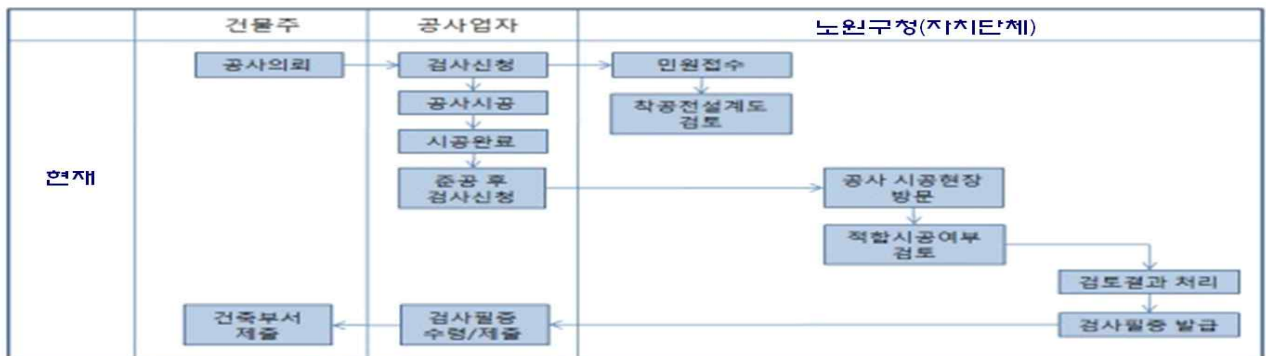 건물주
공사업자
노원구청(자치단체)
현재
공사의뢰
검사신청
민원접수
공사시공
착공전설계도
검토
시공완료
준공 후
검사신청
공사 시공현장
방문
적합시공여부
검토
검토결과 처리
건축부서
제출
검사필증
수령/제출
검사필증 발급